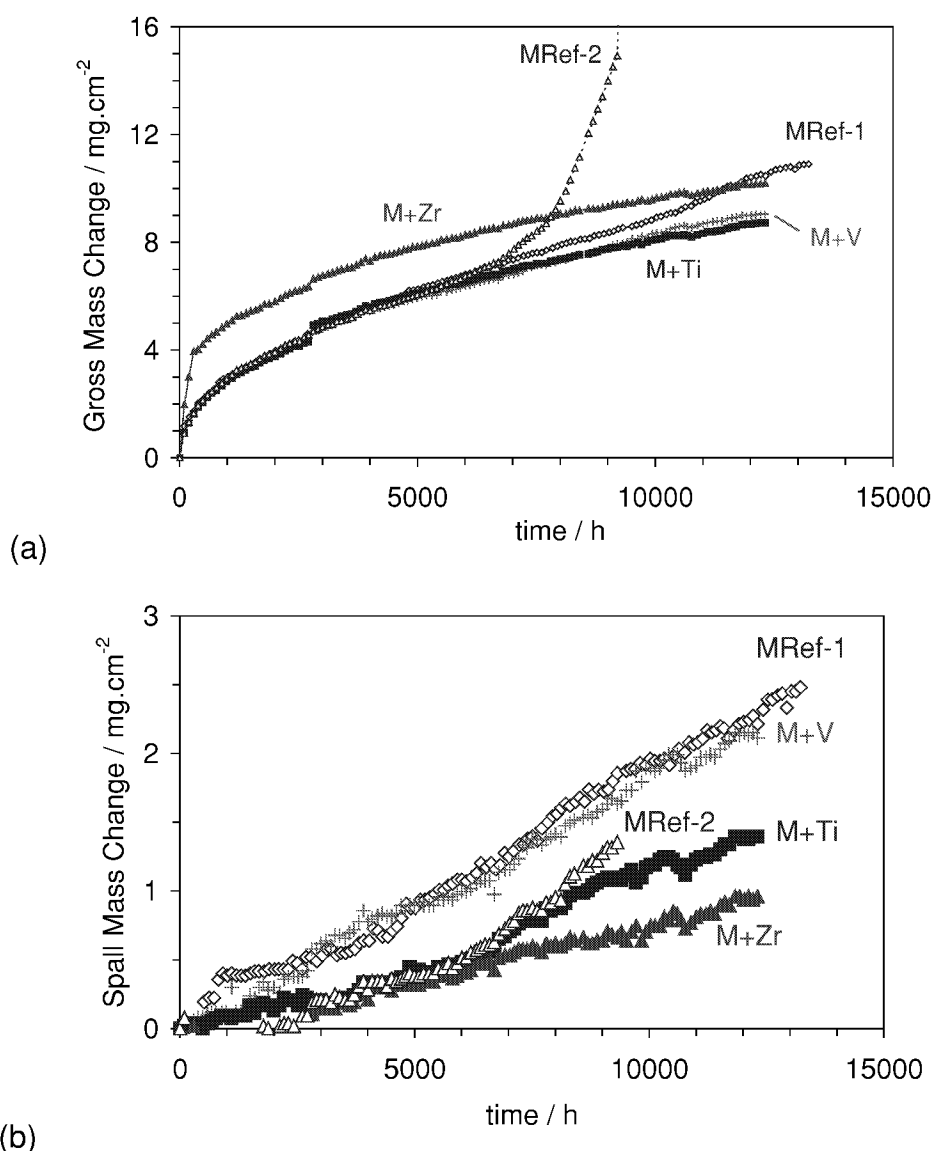 16
MRef-2
12
MRef-1
Gross Mass Change / mg.cm-2
M+Zr
8
M+V
M+Ti
4
0
0 5000 10000 15000
time / h
(a)
3
MRef-1
M+V
2
Spall Mass Change / mg.cm-2
MRef-2
M+Ti
1
M+Zr
0
0 5000 10000 15000
time / h
(b)